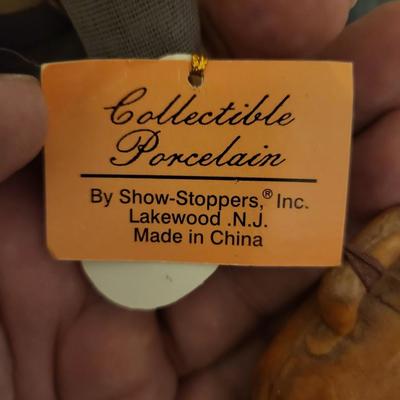 Collectible
Porcelain
By Show-Stoppers,® Inc.
Lakewood .N.J.
Made in China